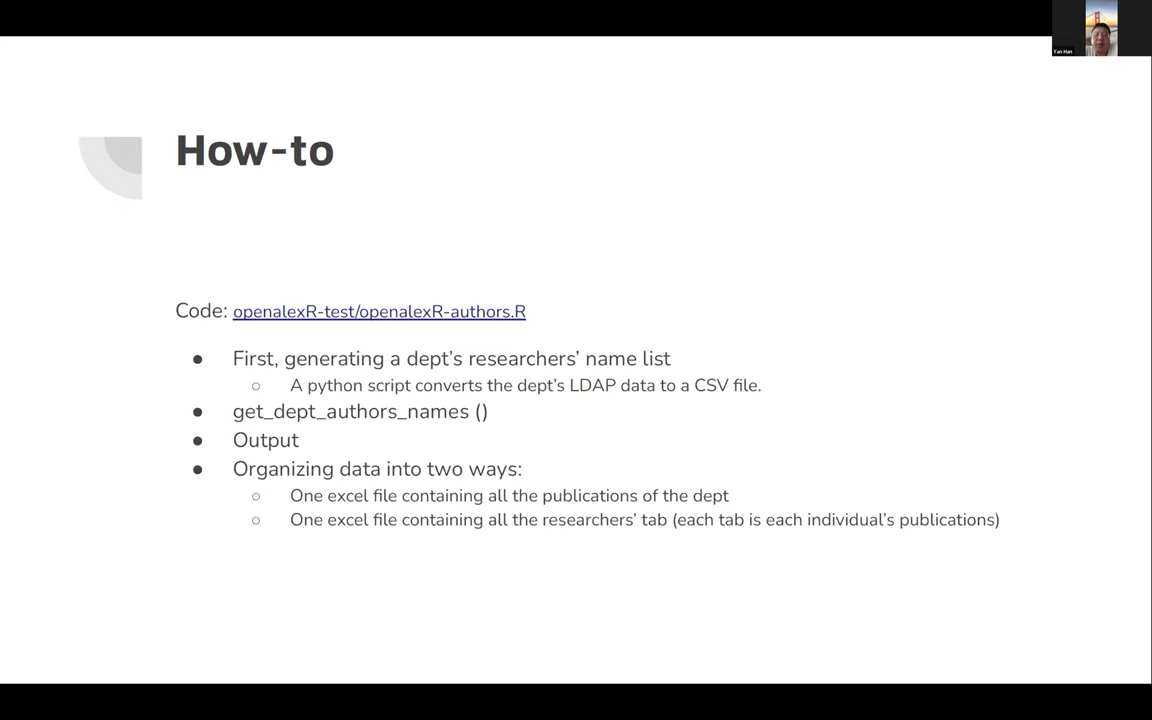 Yan Han
How-to
Code: openalexR-test/openalexR-authors.R
● First, generating a dept's researchers' name list
○ A python script converts the dept's LDAP data to a CSV file.
● get_dept_authors_names ()
● Output
● Organizing data into two ways:
○ One excel file containing all the publications of the dept
○ One excel file containing all the researchers' tab (each tab is each individual's publications)